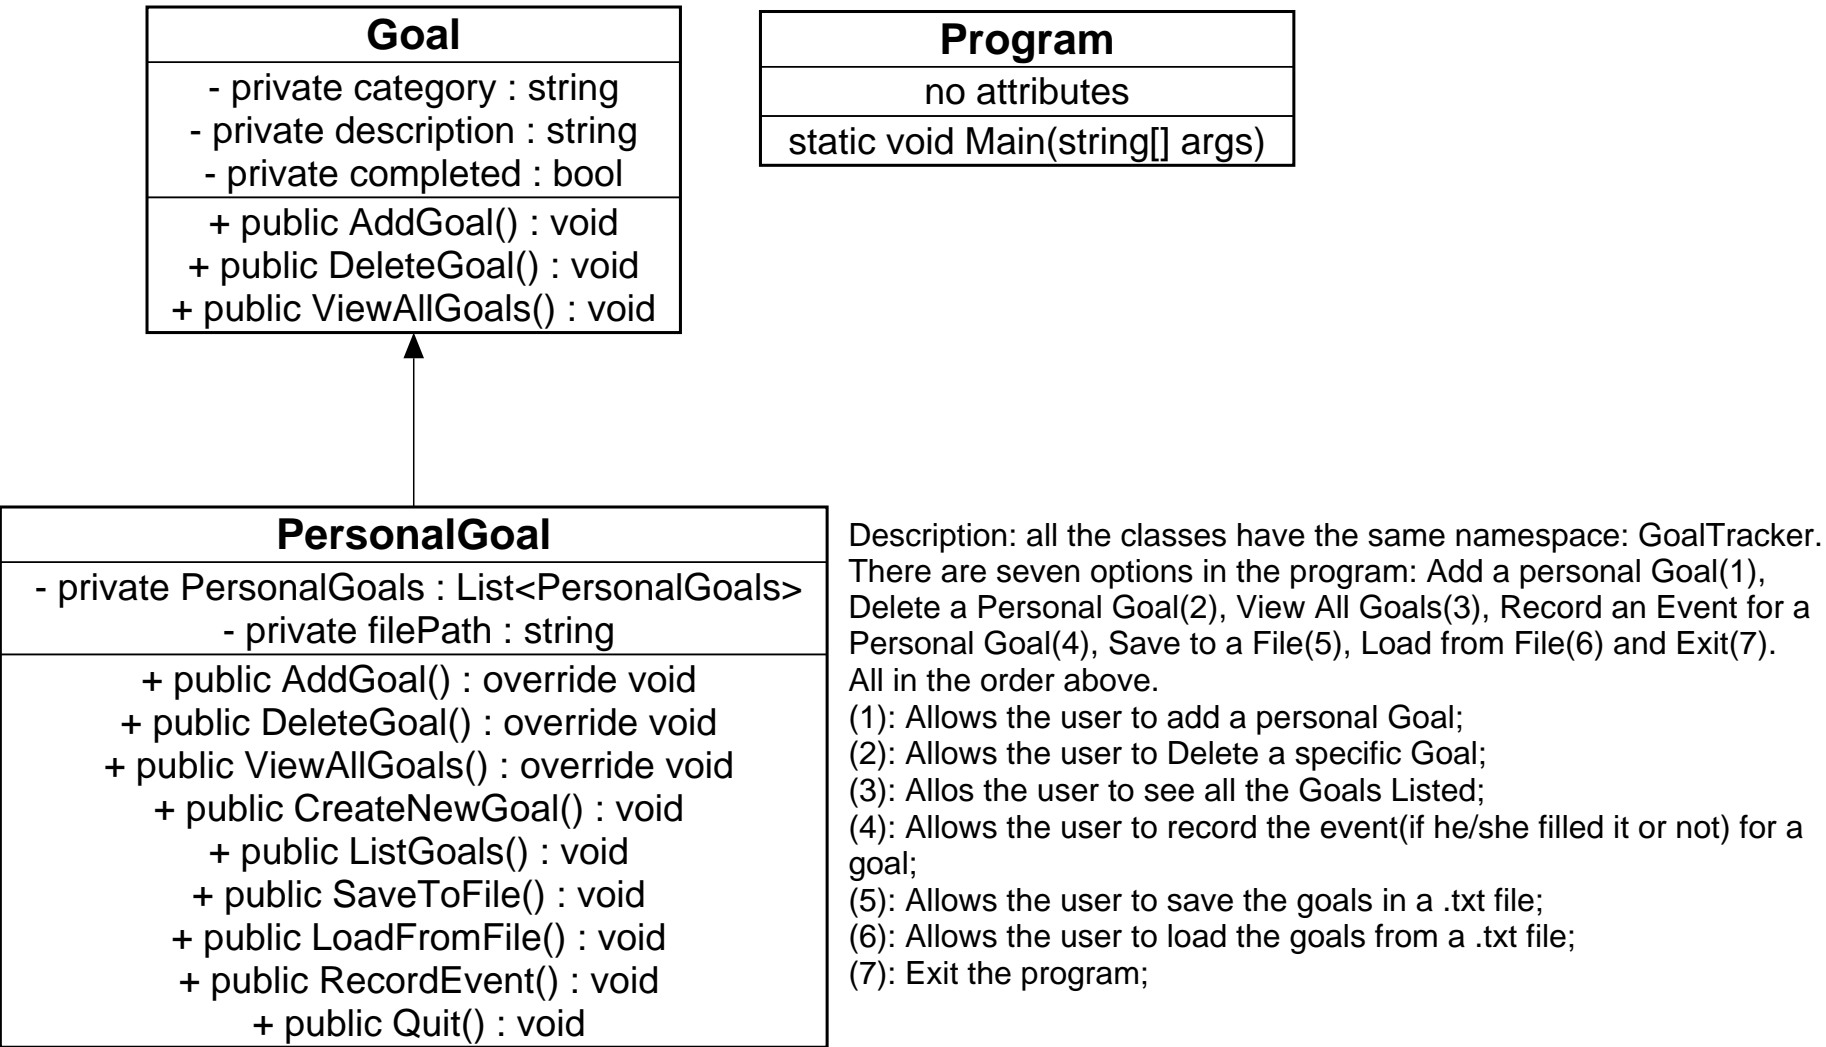 Goal
- private category : string
- private description : string
- private completed : bool
+ public AddGoal() : void
+ public DeleteGoal() : void
+ public ViewAllGoals() : void
Program
no attributes
static void Main(string[] args)
PersonalGoal
- private PersonalGoals : List<PersonalGoals>
- private filePath : string
+ public AddGoal() : override void
+ public DeleteGoal() : override void
+ public ViewAllGoals() : override void
+ public CreateNewGoal() : void
+ public ListGoals() : void
+ public SaveToFile() : void
+ public LoadFromFile() : void
+ public RecordEvent() : void
+ public Quit() : void
Description: all the classes have the same namespace: GoalTracker.
There are seven options in the program: Add a personal Goal(1),
Delete a Personal Goal(2), View All Goals(3), Record an Event for a
Personal Goal(4), Save to a File(5), Load from File(6) and Exit(7).
All in the order above.
(1): Allows the user to add a personal Goal;
(2): Allows the user to Delete a specific Goal;
(3): Allos the user to see all the Goals Listed;
(4): Allows the user to record the event(if he/she filled it or not) for a
goal;
(5): Allows the user to save the goals in a .txt file;
(6): Allows the user to load the goals from a .txt file;
(7): Exit the program;